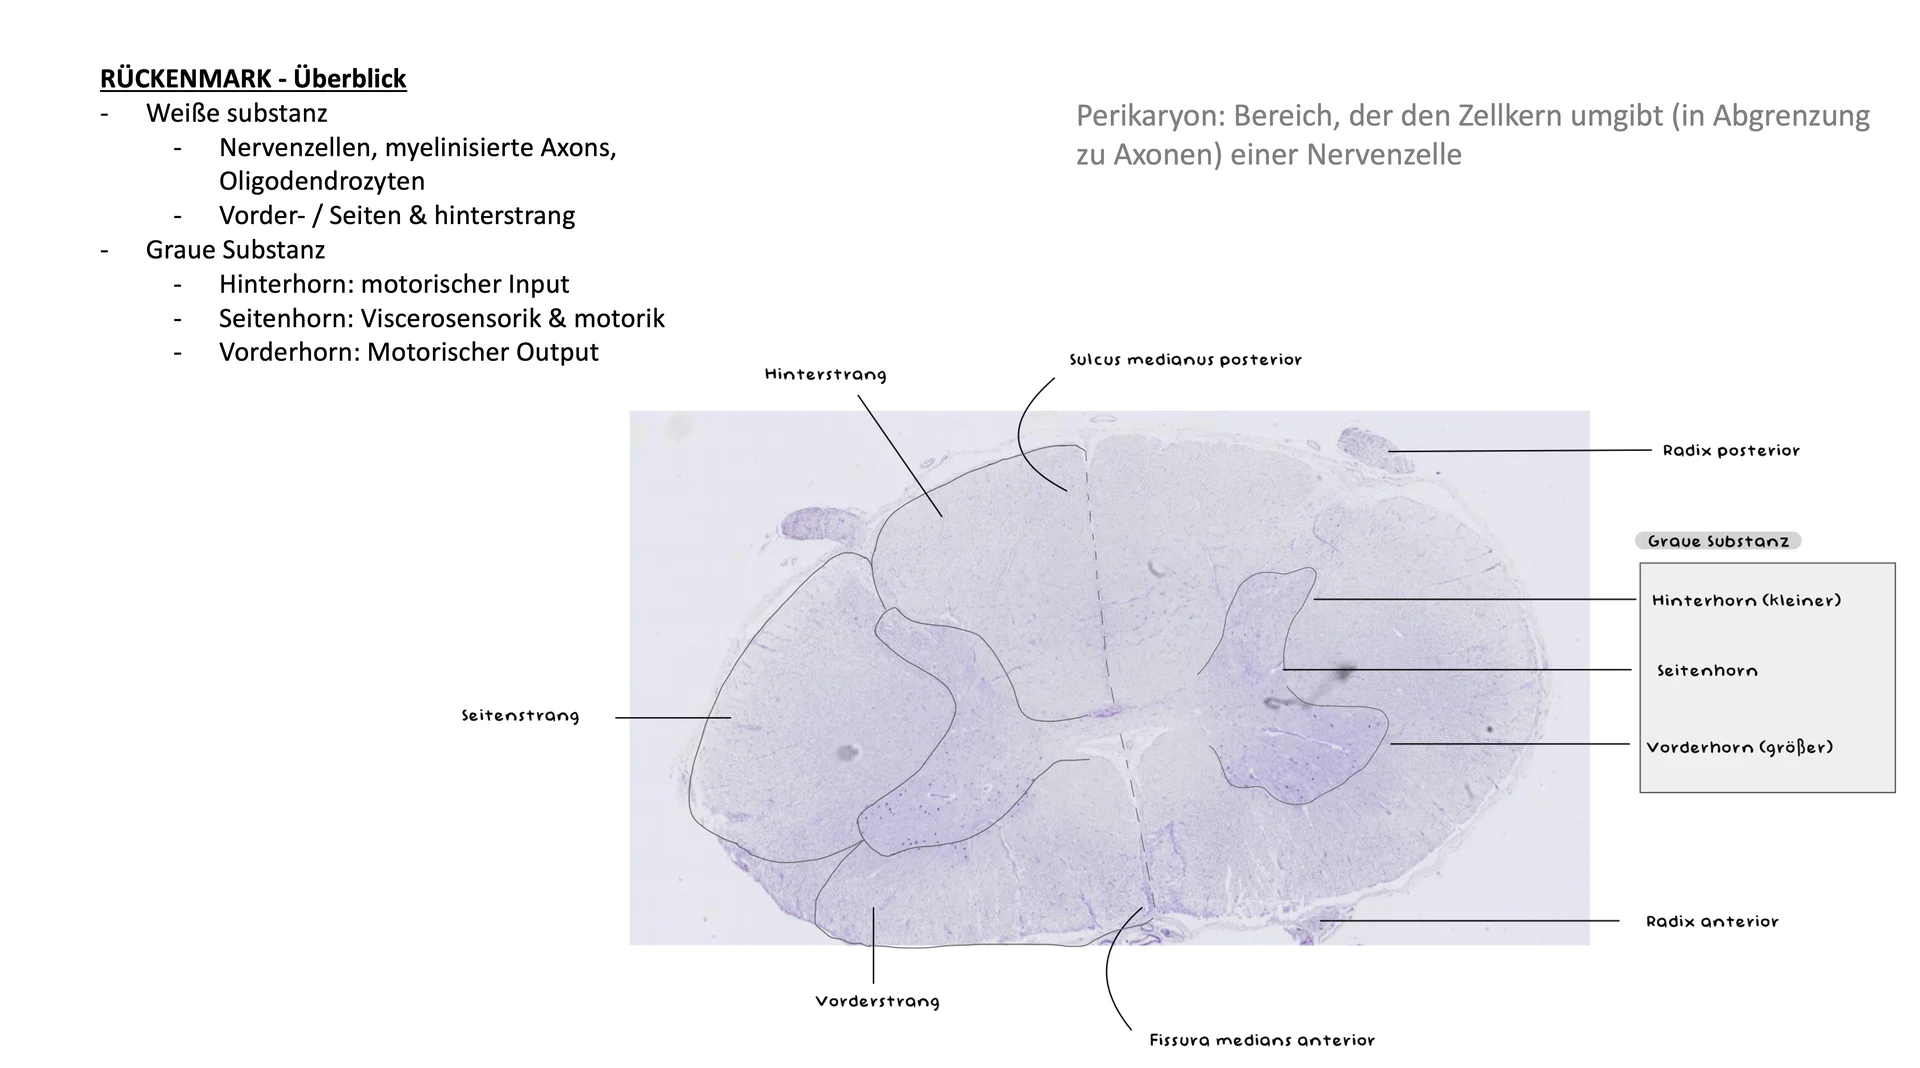 RÜCKENMARK - Überblick
- Weiße substanz
- Nervenzellen, myelinisierte Axons,
Oligodendrozyten
- Vorder- / Seiten & hinterstrang
- Graue Substanz
- Hinterhorn: motorischer Input
- Seitenhorn: Viscerosensorik & motorik
- Vorderhorn: Motorischer Output
Perikaryon: Bereich, der den Zellkern umgibt (in Abgrenzung
zu Axonen) einer Nervenzelle
Hinterstrang
Sulcus medianus posterior
Radix posterior
Graue Substanz
Hinterhorn (kleiner)
Seitenhorn
Vorderhorn (größer)
Seitenstrang
Radix anterior
Vorderstrang
Fissura medians anterior